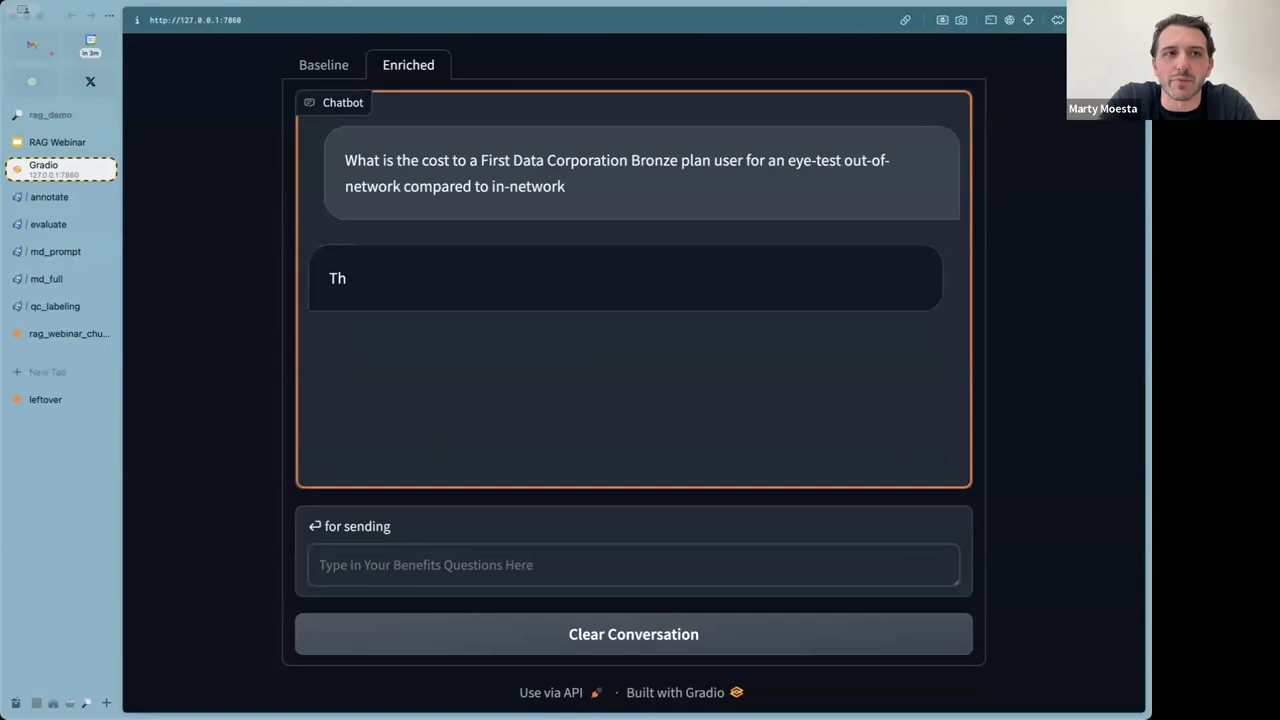 http://127.0.0.1:7860
in 3m
rag_demo
RAG Webinar
Gradio
127.0.0.1:7860
/ annotate
/ evaluate
/ md_prompt
/ md_full
/ qc_labeling
rag_webinar_chu...
+ New Tab
leftover
Baseline
Enriched
Chatbot
What is the cost to a First Data Corporation Bronze plan user for an eye-test out-of-
network compared to in-network
Th
↵ for sending
Type In Your Benefits Questions Here
Clear Conversation
Use via API · Built with Gradio
Marty Moesta